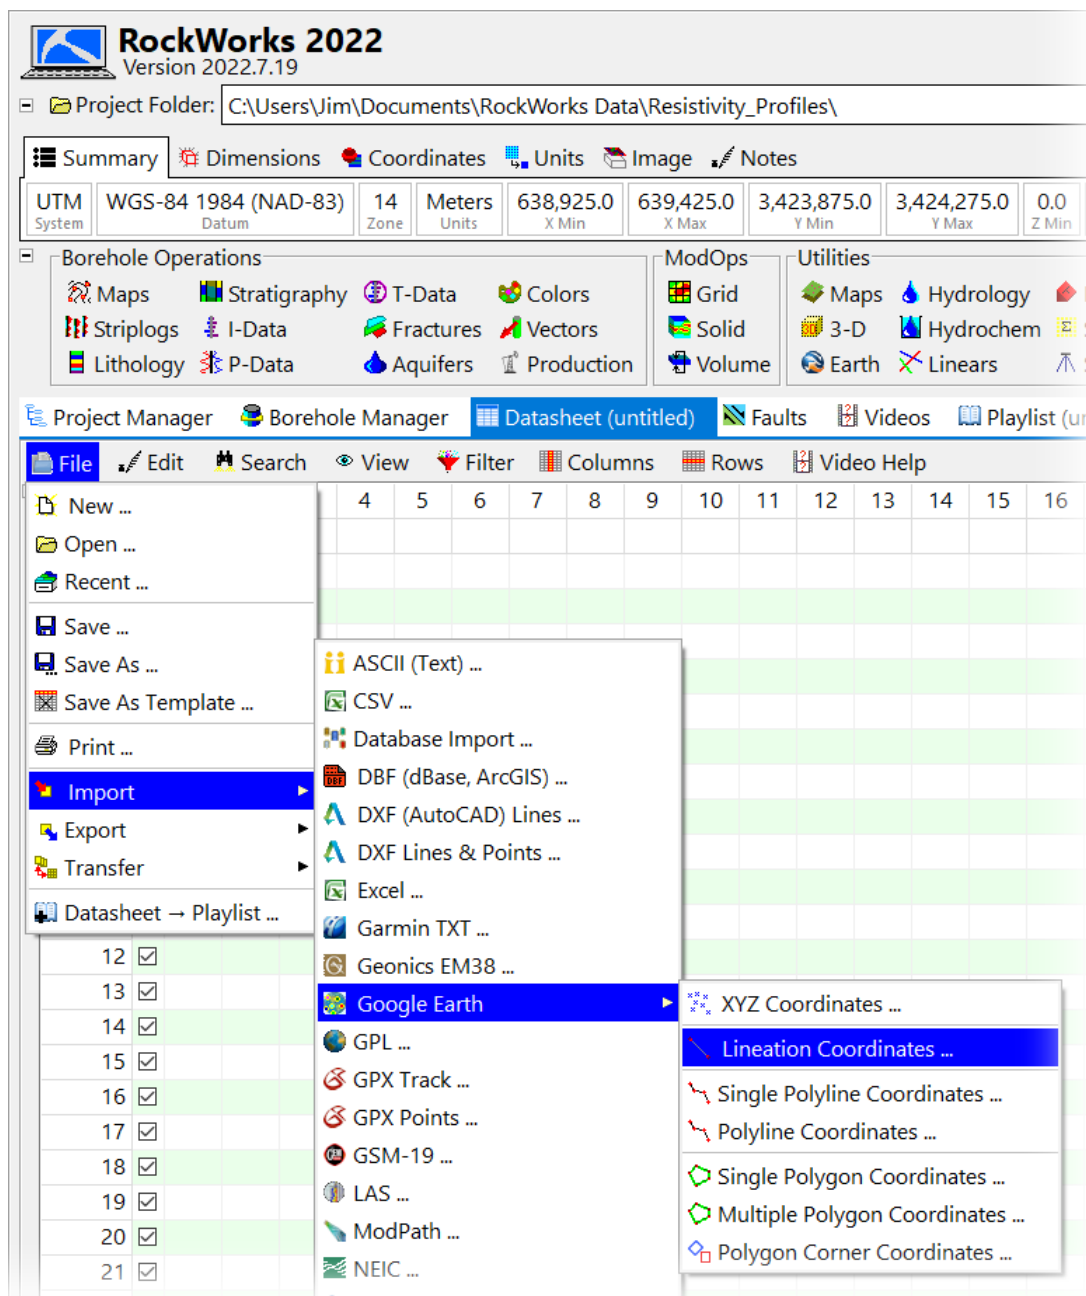 RockWorks 2022
Version 2022.7.19
Project Folder: C:\Users\Jim\Documents\RockWorks Data\Resistivity_Profiles\
Summary Dimensions Coordinates Units Image Notes
UTM WGS-84 1984 (NAD-83) 14 Meters 638,925.0 639,425.0 3,423,875.0 3,424,275.0 0.0
System Datum Zone Units X Min X Max Y Min Y Max Z Min
Borehole Operations ModOps Utilities
Maps Stratigraphy T-Data Colors Grid Maps Hydrology
Striplogs I-Data Fractures Vectors Solid 3-D Hydrochem
Lithology P-Data Aquifers Production Volume Earth Linears
Project Manager Borehole Manager Datasheet (untitled) Faults Videos Playlist (u
File Edit Search View Filter Columns Rows Video Help
4 5 6 7 8 9 10 11 12 13 14 15 16
New ...
Open ...
Recent ...
Save ...
Save As ...
Save As Template ...
Print ...
Import
Export
Transfer
Datasheet → Playlist ...
12
13
14
15
16
17
18
19
20
21
ASCII (Text) ...
CSV ...
Database Import ...
DBF (dBase, ArcGIS) ...
DXF (AutoCAD) Lines ...
DXF Lines & Points ...
Excel ...
Garmin TXT ...
Geonics EM38 ...
Google Earth
GPL ...
GPX Track ...
GPX Points ...
GSM-19 ...
LAS ...
ModPath ...
NEIC ...
XYZ Coordinates ...
Lineation Coordinates ...
Single Polyline Coordinates ...
Polyline Coordinates ...
Single Polygon Coordinates ...
Multiple Polygon Coordinates ...
Polygon Corner Coordinates ...